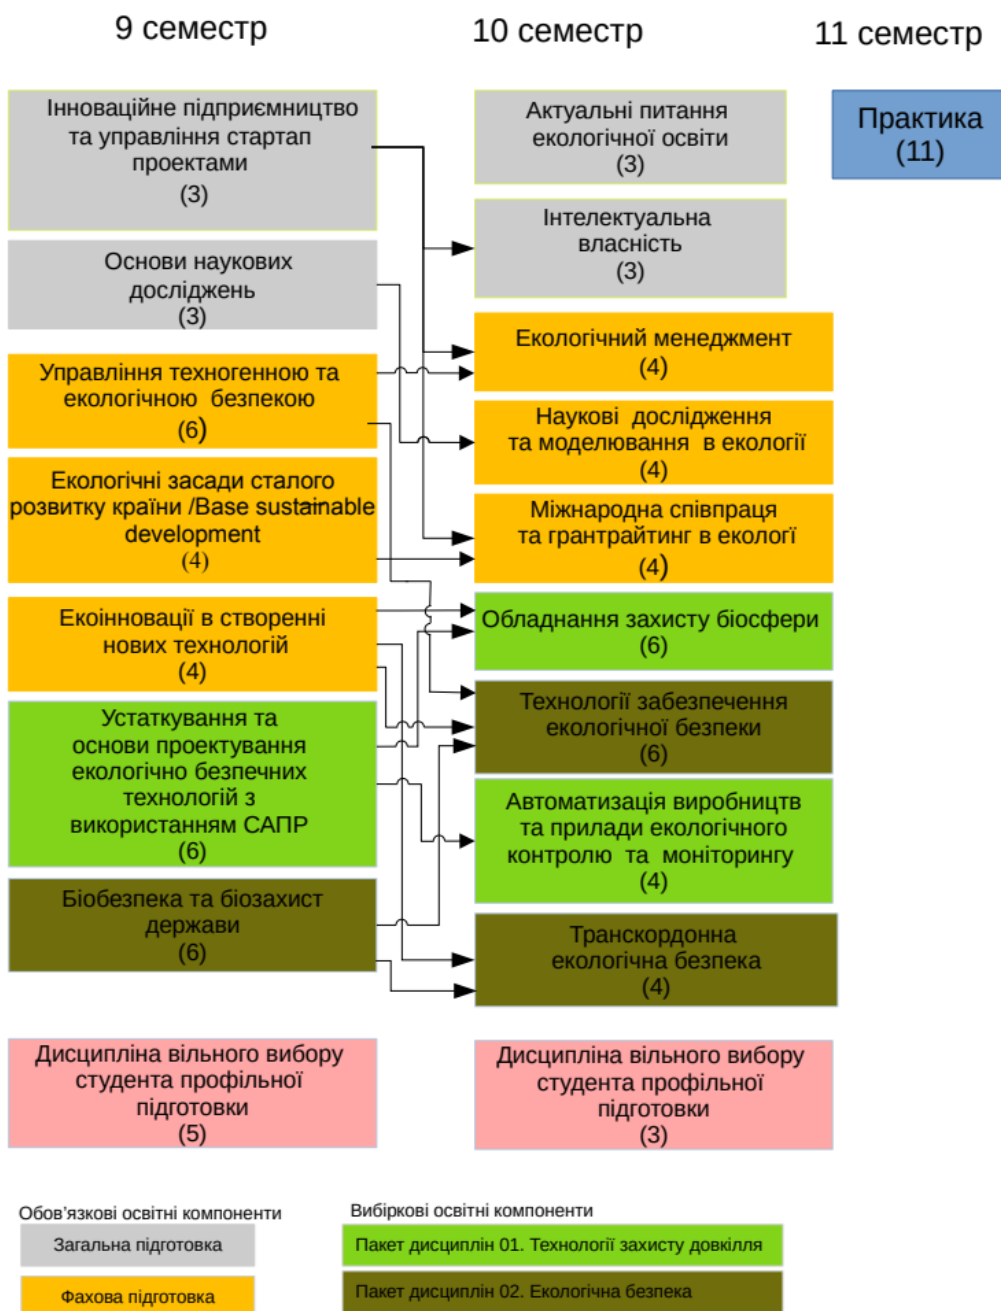 9 семестр
10 семестр
11 семестр
Інноваційне підприємництво
та управління стартап
проектами
(3)
Основи наукових
досліджень
(3)
Управління техногенною та
екологічною безпекою
(6)
Екологічні засади сталого
розвитку країни /Base sustainable
development
(4)
Екоінновації в створенні
нових технологій
(4)
Устаткування та
основи проектування
екологічно безпечних
технологій з
використанням САПР
(6)
Біобезпека та біозахист
держави
(6)
Дисципліна вільного вибору
студента профільної
підготовки
(5)
Актуальні питання
екологічної освіти
(3)
Інтелектуальна
власність
(3)
Екологічний менеджмент
(4)
Наукові дослідження
та моделювання в екології
(4)
Міжнародна співпраця
та грантрайтинг в екологї
(4)
Обладнання захисту біосфери
(6)
Технології забезпечення
екологічної безпеки
(6)
Автоматизація виробництв
та прилади екологічного
контролю та моніторингу
(4)
Транскордонна
екологічна безпека
(4)
Дисципліна вільного вибору
студента профільної
підготовки
(3)
Практика
(11)
Обов’язкові освітні компоненти
Загальна підготовка
Фахова підготовка
Вибіркові освітні компоненти
Пакет дисциплін 01. Технології захисту довкілля
Пакет дисциплін 02. Екологічна безпека